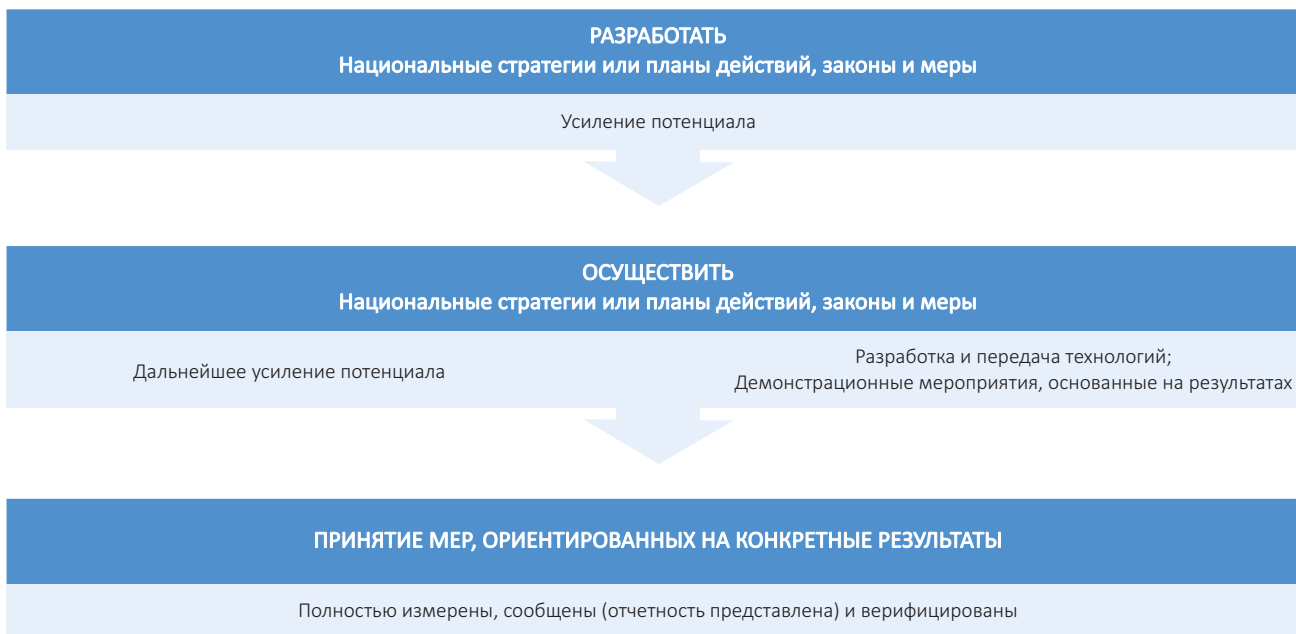 РАЗРАБОТАТЬ
Национальные стратегии или планы действий, законы и меры
Усиление потенциала
ОСУЩЕСТВИТЬ
Национальные стратегии или планы действий, законы и меры
Дальнейшее усиление потенциала
Разработка и передача технологий;
Демонстрационные мероприятия, основанные на результатах
ПРИНЯТИЕ МЕР, ОРИЕНТИРОВАННЫХ НА КОНКРЕТНЫЕ РЕЗУЛЬТАТЫ
Полностью измерены, сообщены (отчетность представлена) и верифицированы